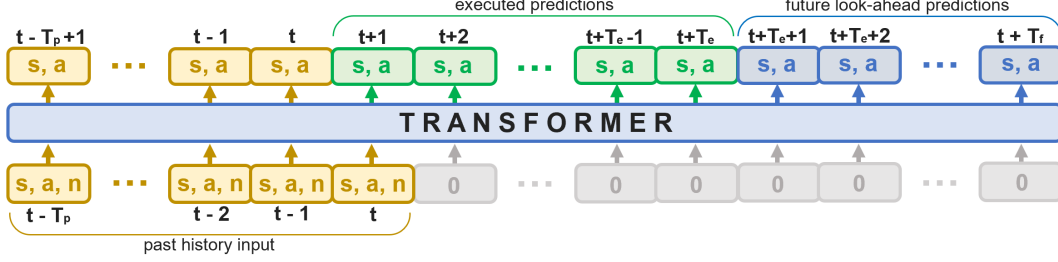 executed predictions future look-ahead predictions
t - Tₚ+1 t - 1 t t+1 t+2 t+Tₑ-1 t+Tₑ t+Tₑ+1 t+Tₑ+2 t + T_f
s, a ... s, a s, a s, a s, a ... s, a s, a s, a s, a ... s, a
TRANSFORMER
s, a, n ... s, a, n s, a, n s, a, n 0 ... 0 0 0 0 ... 0
t - Tₚ t - 2 t - 1 t
past history input